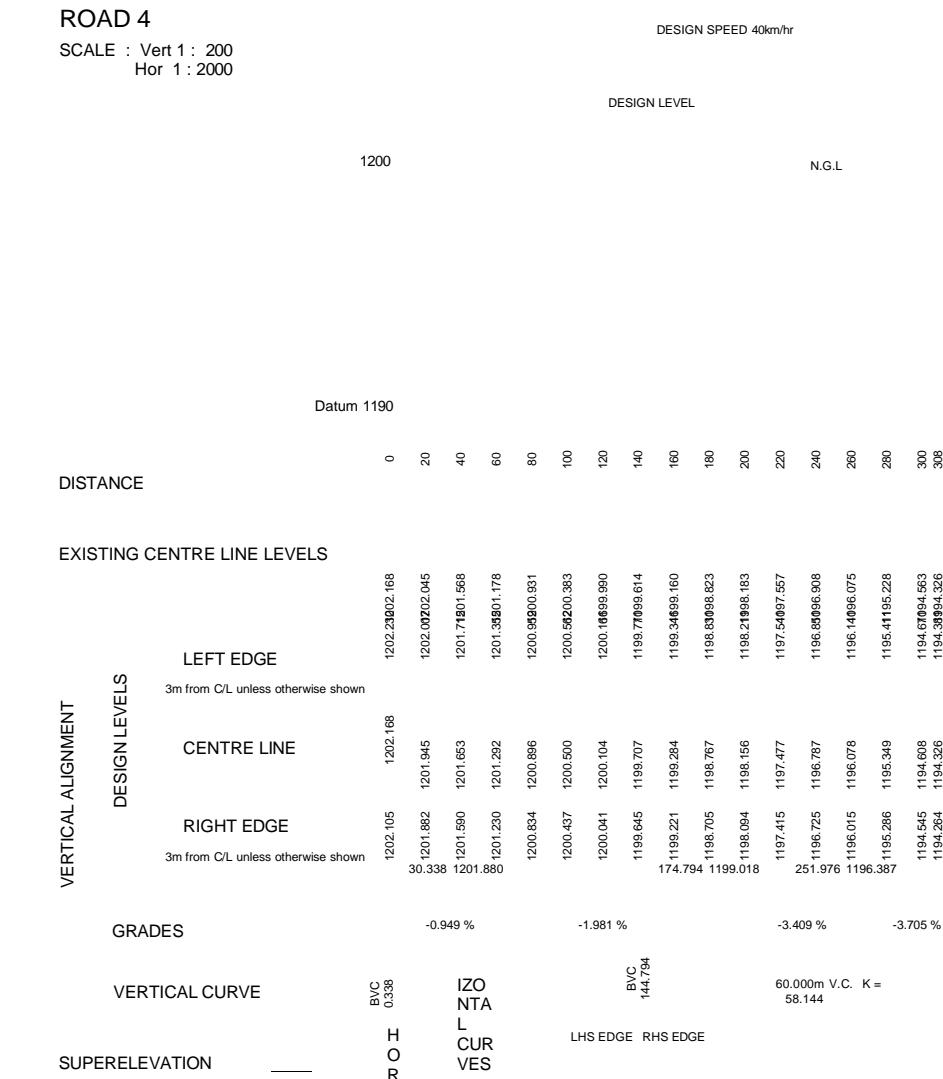 ROAD 4
DESIGN SPEED 40km/hr
SCALE : Vert 1 : 200
Hor 1 : 2000
DESIGN LEVEL
1200
N.G.L
Datum 1190
0 20 40 60 80 100 120 140 160 180 200 220 240 260 280 300 308
DISTANCE
EXISTING CENTRE LINE LEVELS
1202.168 1202.045 1201.568 1201.178 1200.931 1200.383 1199.990 1199.614 1199.160 1198.823 1198.183 1197.557 1196.908 1196.075 1195.228 1194.563 1194.326
LEFT EDGE
3m from C/L unless otherwise shown
VERTICAL ALIGNMENT
DESIGN LEVELS
CENTRE LINE
1202.168 1201.945 1201.653 1201.292 1200.896 1200.500 1200.104 1199.707 1199.284 1198.767 1198.156 1197.477 1196.787 1196.078 1195.349 1194.608 1194.326
RIGHT EDGE
3m from C/L unless otherwise shown
1202.105 1201.882 1201.590 1201.230 1200.834 1200.437 1200.041 1199.645 1199.221 1198.705 1198.094 1197.415 1196.725 1196.015 1195.286 1194.545 1194.264
30.338 1201.880 174.794 1199.018 251.976 1196.387
GRADES
-0.949 % -1.981 % -3.409 % -3.705 %
VERTICAL CURVE
BVC
0.338
BVC
144.794
60.000m V.C. K =
58.144
HOR
IZO
NTA
L
CUR
VES
LHS EDGE RHS EDGE
SUPERELEVATION